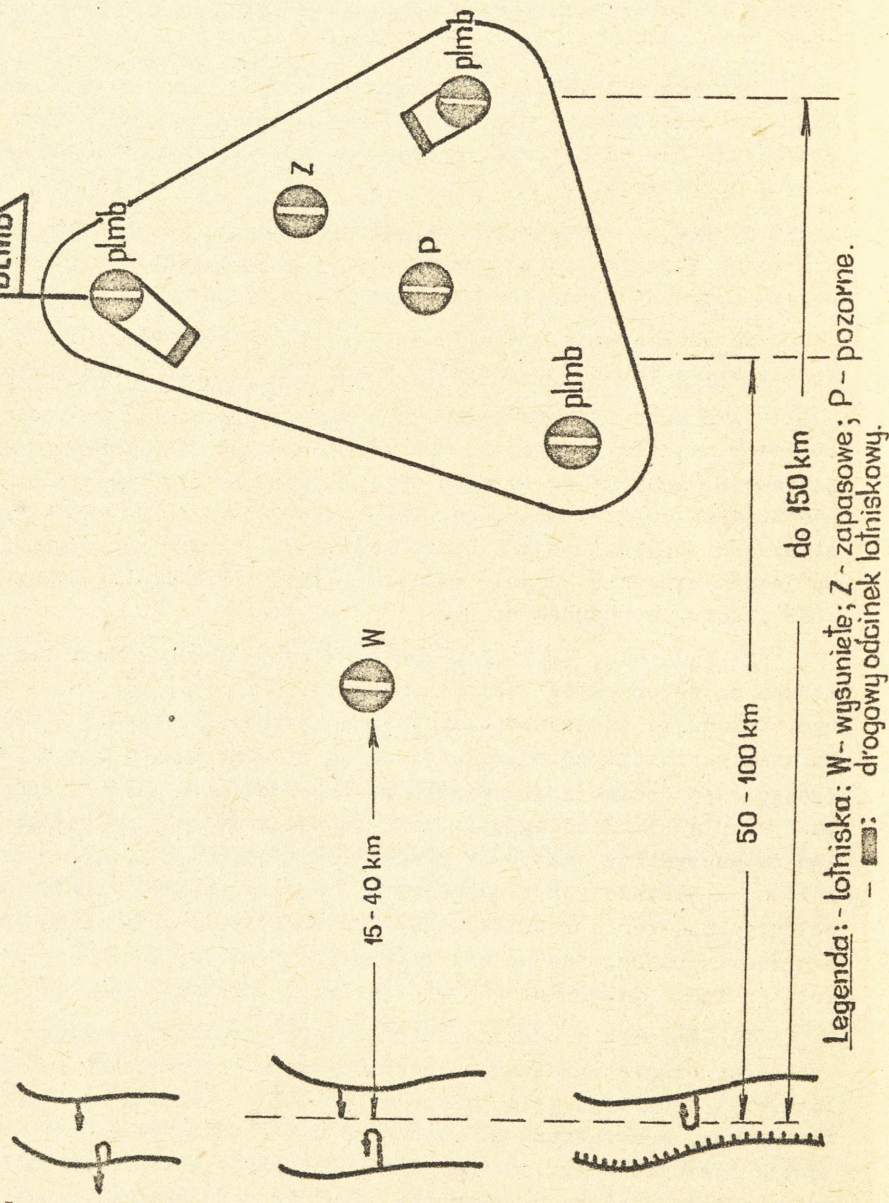 DLMB
plmb
Z
15-40 km
W
P
plmb
plmb
50-100 km
do 150 km
Legenda: - lotniska: W - wysunięte; Z - zapasowe; P - pozorne.
- : drogowy odcinek lotniskowy.